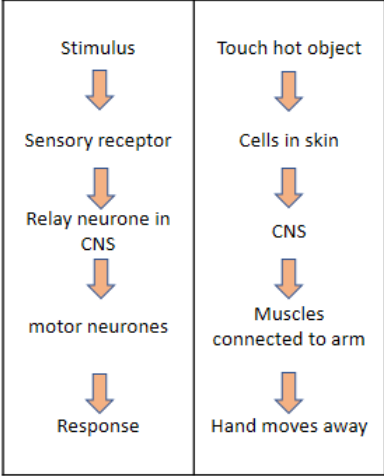 Stimulus
Sensory receptor
Relay neurone in
CNS
motor neurones
Response
Touch hot object
Cells in skin
CNS
Muscles
connected to arm
Hand moves away